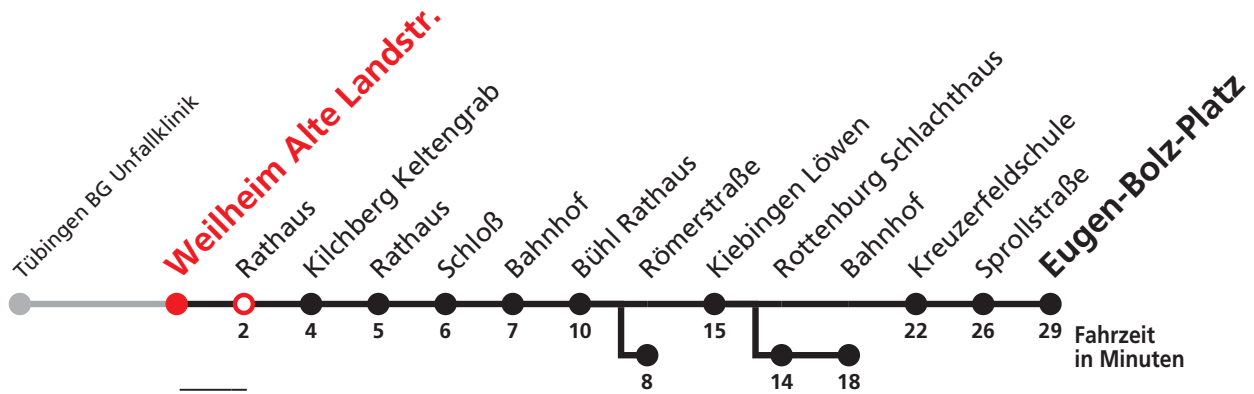 Tübingen BG Unfallklinik
Weilheim Alte Landstr.
Rathaus
Kilchberg Keltengrab
Rathaus
Schloß
Bahnhof
Bühl Rathaus
Römerstraße
Kiebingen Löwen
Rottenburg Schlachthaus
Bahnhof
Kreuzerfeldschule
Sprollstraße
Eugen-Bolz-Platz
2 4 5 6 7 10 15 22 26 29
Fahrzeit
in Minuten
8 14 18